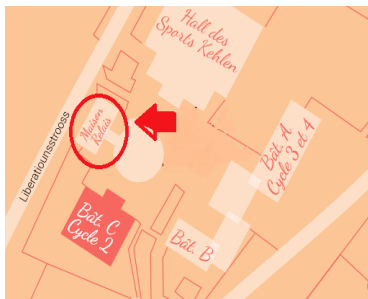 Hall des
Sports Kehlen
Maison
Relais
Liberatiounsstrooss
Bât. A
Cycle 3 et 4
Bât. C
Cycle 2
Bât. B